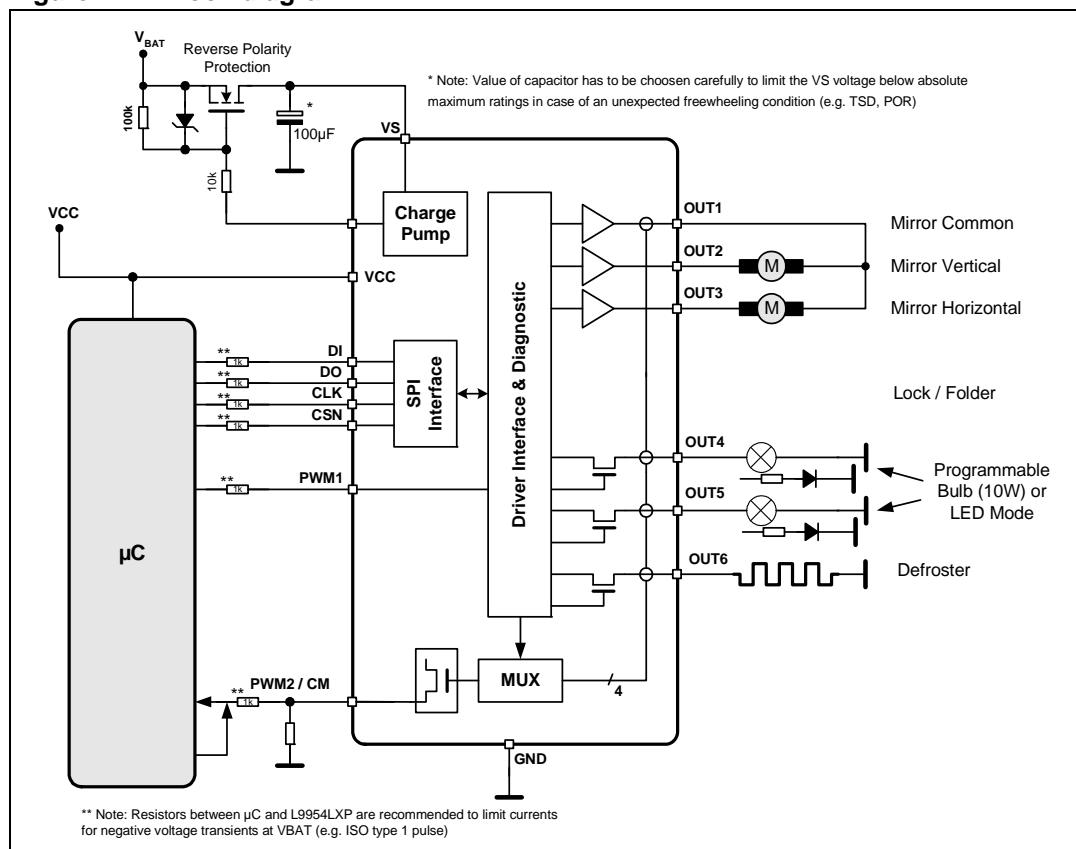 V BAT
Reverse Polarity
Protection
* Note: Value of capacitor has to be choosen carefully to limit the VS voltage below absolute
maximum ratings in case of an unexpected freewheeling condition (e.g. TSD, POR)
100k
*
100µF
VS
10k
VCC
Charge
Pump
VCC
OUT1
Mirror Common
OUT2
M
Mirror Vertical
OUT3
M
Mirror Horizontal
Driver Interface & Diagnostic
SPI
Interface
** 1k DI
** 1k DO
** 1k CLK
** 1k CSN
Lock / Folder
OUT4
** 1k PWM1
OUT5
Programmable
Bulb (10W) or
LED Mode
µC
OUT6
Defroster
MUX
4
** 1k PWM2 / CM
GND
** Note: Resistors between µC and L9954LXP are recommended to limit currents
for negative voltage transients at VBAT (e.g. ISO type 1 pulse)